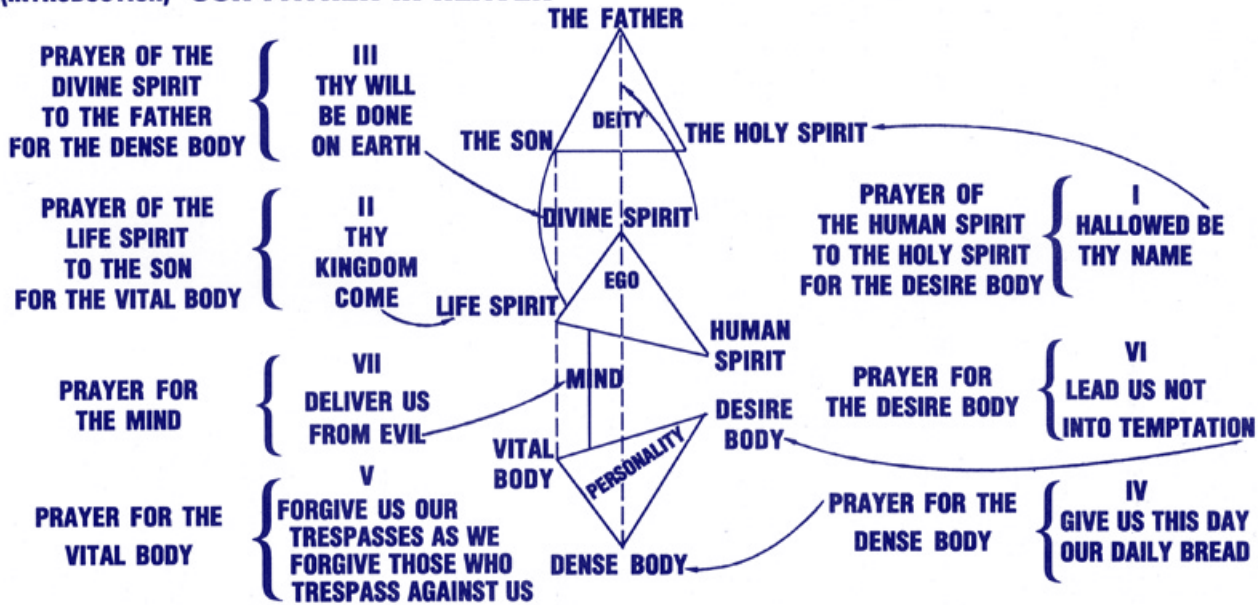 (INTRODUCTION) OUR FATHER IN HEAVEN
THE FATHER
DEITY
THE SON
THE HOLY SPIRIT
PRAYER OF THE
DIVINE SPIRIT
TO THE FATHER
FOR THE DENSE BODY
III
THY WILL
BE DONE
ON EARTH
PRAYER OF THE
LIFE SPIRIT
TO THE SON
FOR THE VITAL BODY
II
THY
KINGDOM
COME
DIVINE SPIRIT
EGO
LIFE SPIRIT
HUMAN
SPIRIT
PRAYER OF
THE HUMAN SPIRIT
TO THE HOLY SPIRIT
FOR THE DESIRE BODY
I
HALLOWED BE
THY NAME
PRAYER FOR
THE MIND
VII
DELIVER US
FROM EVIL
MIND
DESIRE
BODY
VITAL
BODY
PERSONALITY
DENSE BODY
PRAYER FOR
THE DESIRE BODY
VI
LEAD US NOT
INTO TEMPTATION
PRAYER FOR THE
VITAL BODY
V
FORGIVE US OUR
TRESPASSES AS WE
FORGIVE THOSE WHO
TRESPASS AGAINST US
PRAYER FOR THE
DENSE BODY
IV
GIVE US THIS DAY
OUR DAILY BREAD